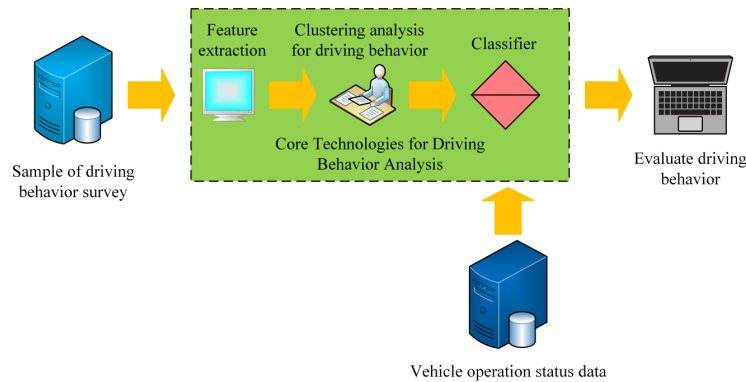 Feature
extraction
Clustering analysis
for driving behavior
Classifier
Core Technologies for Driving
Behavior Analysis
Sample of driving
behavior survey
Evaluate driving
behavior
Vehicle operation status data